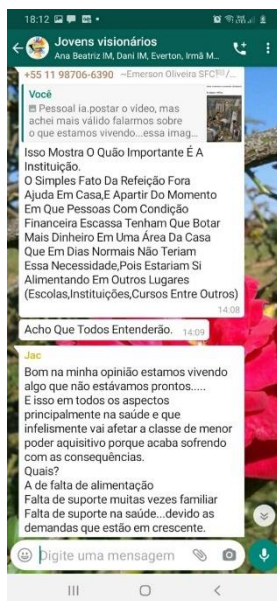 18:12
Jovens visionários
Ana Beatriz IM, Dani IM, Everton, Irmã M...
+55 11 98706-6390 ~Emerson Oliveira SFC
Você
Pessoal ia.postar o vídeo, mas
achei mais válido falarmos sobre
o que estamos vivendo...essa imag...
Isso Mostra O Quão Importante É A
Instituição.
O Simples Fato Da Refeição Fora
Ajuda Em Casa,E Apartir Do Momento
Em Que Pessoas Com Condição
Financeira Escassa Tenham Que Botar
Mais Dinheiro Em Uma Área Da Casa
Que Em Dias Normais Não Teriam
Essa Necessidade,Pois Estariam Si
Alimentando Em Outros Lugares
(Escolas,Instituições,Cursos Entre Outros)
14:08
Acho Que Todos Entenderão. 14:09
Jac
Bom na minha opinião estamos vivendo
algo que não estávamos prontos.....
E isso em todos os aspectos
principalmente na saúde e que
infelismente vai afetar a classe de menor
poder aquisitivo porque acaba sofrendo
com as consequências.
Quais?
A de falta de alimentação
Falta de suporte muitas vezes familiar
Falta de suporte na saúde...devido as
demandas que estão em crescente.
Digite uma mensagem